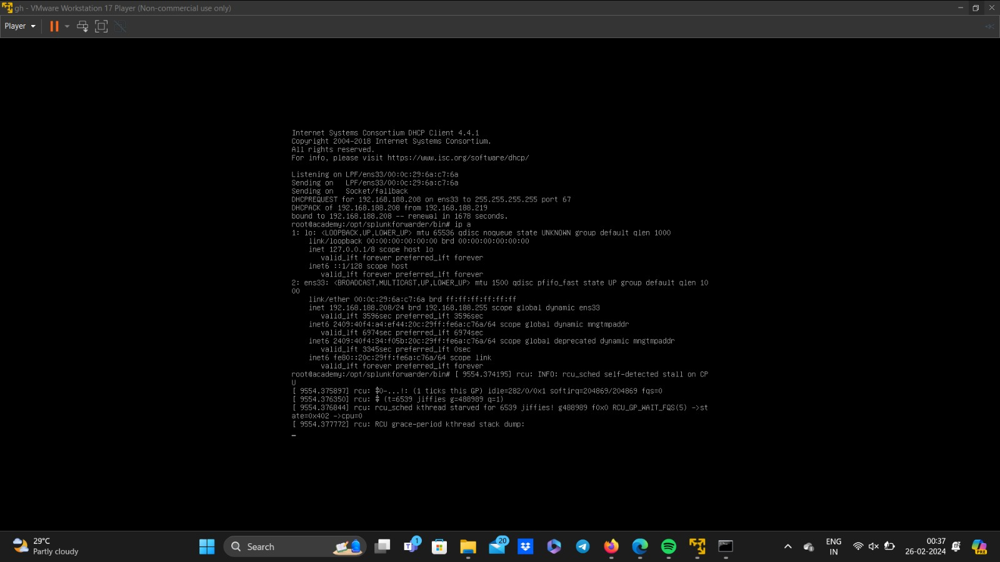 gh - VMware Workstation 17 Player (Non-commercial use only)
Player
Internet Systems Consortium DHCP Client 4.4.1
Copyright 2004-2018 Internet Systems Consortium.
All rights reserved.
For info, please visit https://www.isc.org/software/dhcp/
Listening on LPF/ens33/00:0c:29:6a:c7:6a
Sending on   LPF/ens33/00:0c:29:6a:c7:6a
Sending on   Socket/fallback
DHCPREQUEST for 192.168.188.208 on ens33 to 255.255.255.255 port 67
DHCPACK of 192.168.188.208 from 192.168.188.219
bound to 192.168.188.208 -- renewal in 1678 seconds.
root@academy:/opt/splunkforwarder/bin# ip a
1: lo: <LOOPBACK,UP,LOWER_UP> mtu 65536 qdisc noqueue state UNKNOWN group default qlen 1000
    link/loopback 00:00:00:00:00:00 brd 00:00:00:00:00:00
    inet 127.0.0.1/8 scope host lo
       valid_lft forever preferred_lft forever
    inet6 ::1/128 scope host
       valid_lft forever preferred_lft forever
2: ens33: <BROADCAST,MULTICAST,UP,LOWER_UP> mtu 1500 qdisc pfifo_fast state UP group default qlen 10
00
    link/ether 00:0c:29:6a:c7:6a brd ff:ff:ff:ff:ff:ff
    inet 192.168.188.208/24 brd 192.168.188.255 scope global dynamic ens33
       valid_lft 3596sec preferred_lft 3596sec
    inet6 2409:40f4:a4:ef44:20c:29ff:fe6a:c76a/64 scope global dynamic mngtmpaddr
       valid_lft 6974sec preferred_lft 6974sec
    inet6 2409:40f4:34:f05b:20c:29ff:fe6a:c76a/64 scope global deprecated dynamic mngtmpaddr
       valid_lft 3345sec preferred_lft 0sec
    inet6 fe80::20c:29ff:fe6a:c76a/64 scope link
       valid_lft forever preferred_lft forever
root@academy:/opt/splunkforwarder/bin# [ 9554.374195] rcu: INFO: rcu_sched self-detected stall on CP
U
[ 9554.375897] rcu: 0-...!: (1 ticks this GP) idle=282/0/0x1 softirq=204869/204869 fqs=0
[ 9554.376350] rcu: (t=6539 jiffies g=488989 q=1)
[ 9554.376844] rcu: rcu_sched kthread starved for 6539 jiffies! g488989 f0x0 RCU_GP_WAIT_FQS(5) ->st
ate=0x402 ->cpu=0
[ 9554.377772] rcu: RCU grace-period kthread stack dump:
29°C
Partly cloudy
Search
1
20
ENG
IN
00:37
26-02-2024
PRE